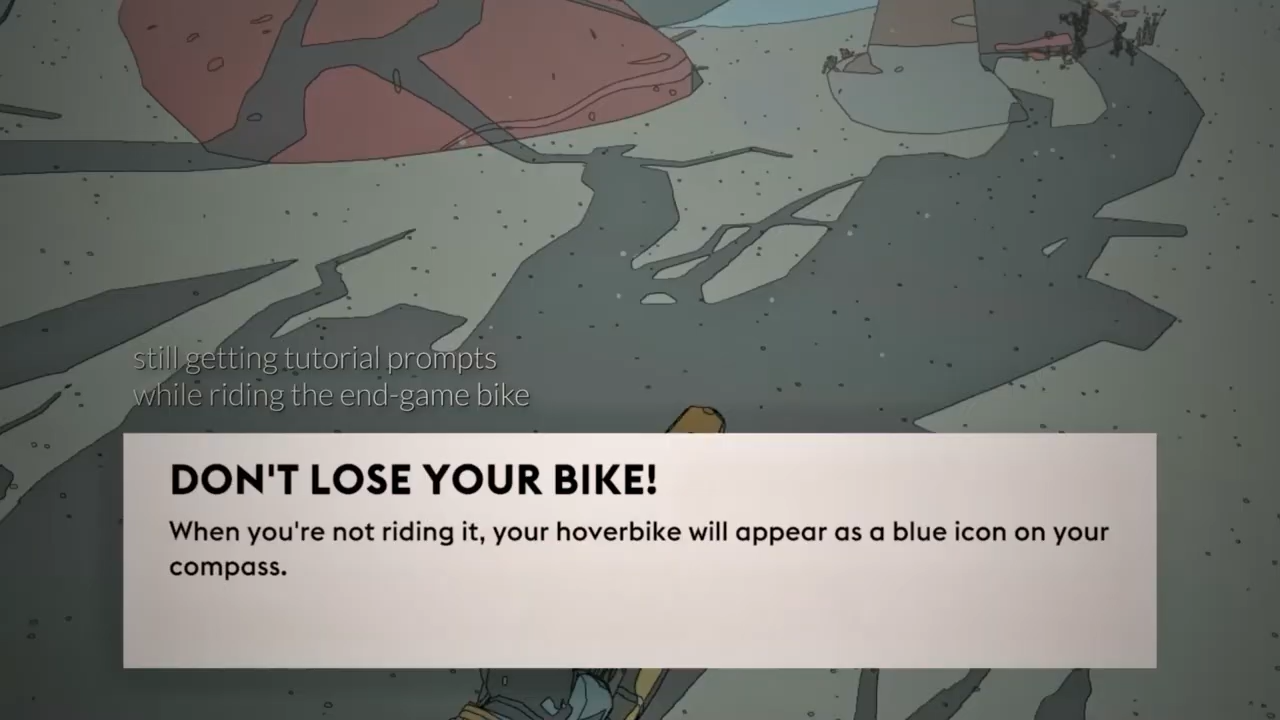 still getting tutorial prompts
while riding the end-game bike
DON'T LOSE YOUR BIKE!
When you're not riding it, your hoverbike will appear as a blue icon on your
compass.